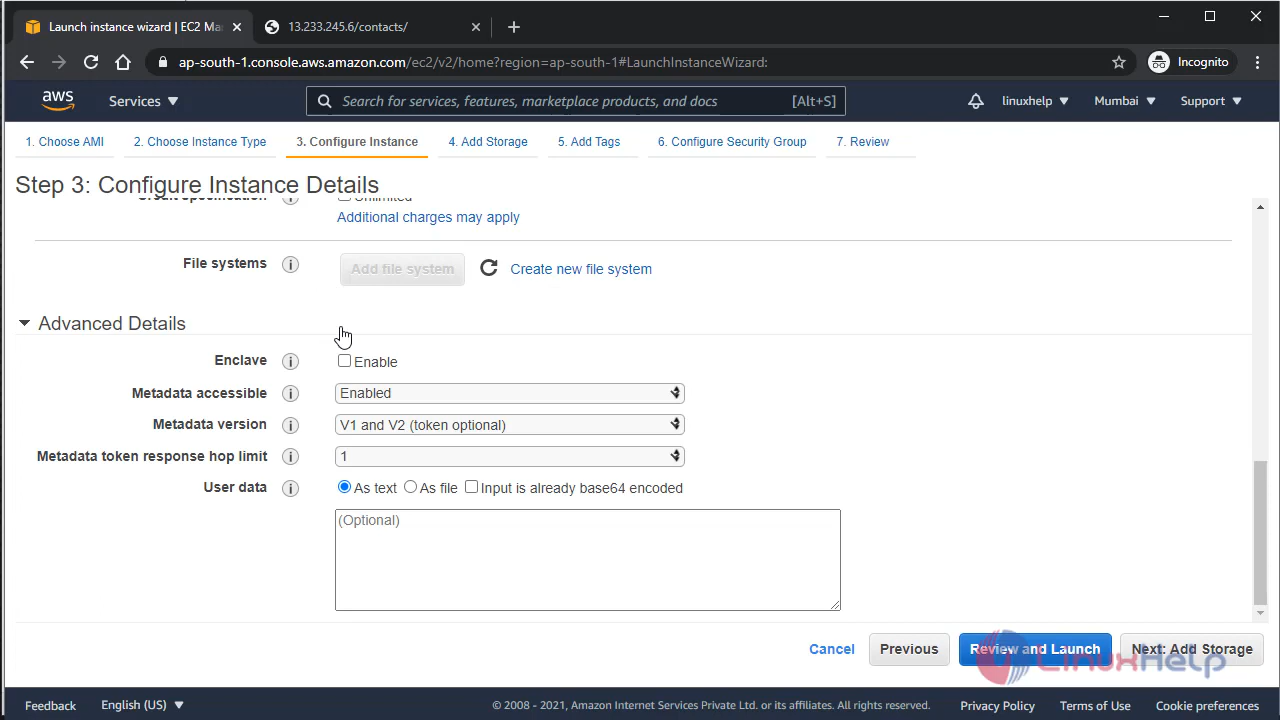 Launch instance wizard | EC2 Ma
13.233.245.6/contacts/
ap-south-1.console.aws.amazon.com/ec2/v2/home?region=ap-south-1#LaunchInstanceWizard:
Incognito
aws
Services
Search for services, features, marketplace products, and docs [Alt+S]
linuxhelp
Mumbai
Support
1. Choose AMI
2. Choose Instance Type
3. Configure Instance
4. Add Storage
5. Add Tags
6. Configure Security Group
7. Review
Step 3: Configure Instance Details
Credit specification
Unlimited
Additional charges may apply
File systems
Add file system
Create new file system
Advanced Details
Enclave
Enable
Metadata accessible
Enabled
Metadata version
V1 and V2 (token optional)
Metadata token response hop limit
1
User data
As text As file Input is already base64 encoded
(Optional)
Cancel
Previous
Review and Launch
Next: Add Storage
LinuxHelp
Feedback
English (US)
© 2008 - 2021, Amazon Internet Services Private Ltd. or its affiliates. All rights reserved.
Privacy Policy
Terms of Use
Cookie preferences